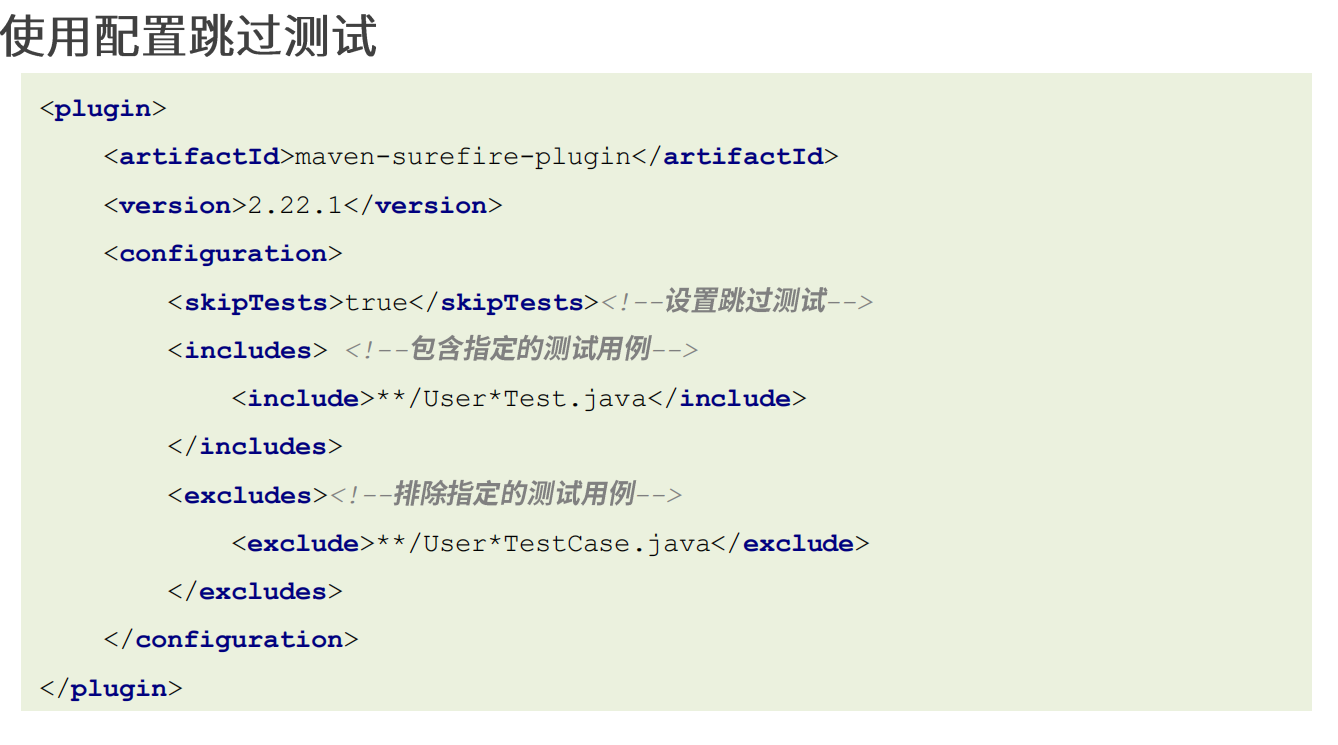 使用配置跳过测试
<plugin>
    <artifactId>maven-surefire-plugin</artifactId>
    <version>2.22.1</version>
    <configuration>
        <skipTests>true</skipTests><!--设置跳过测试-->
        <includes> <!--包含指定的测试用例-->
            <include>**/User*Test.java</include>
        </includes>
        <excludes><!--排除指定的测试用例-->
            <exclude>**/User*TestCase.java</exclude>
        </excludes>
    </configuration>
</plugin>